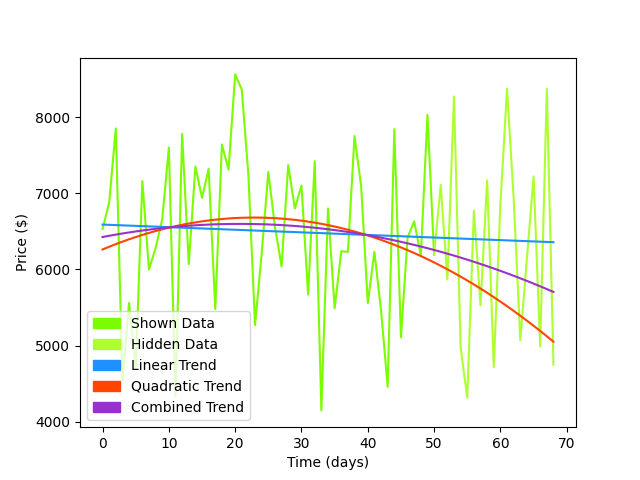 8000
7000
6000
5000
4000
Price ($)
Shown Data
Hidden Data
Linear Trend
Quadratic Trend
Combined Trend
0 10 20 30 40 50 60 70
Time (days)